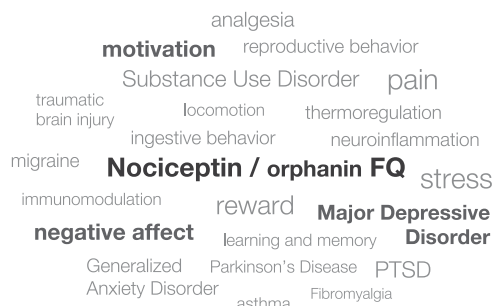 analgesia
motivation reproductive behavior
Substance Use Disorder pain
traumatic
brain injury
locomotion thermoregulation
ingestive behavior neuroinflammation
migraine Nociceptin / orphanin FQ stress
immunomodulation reward Major Depressive
Disorder
negative affect learning and memory
Generalized
Anxiety Disorder
Parkinson's Disease PTSD
asthma Fibromyalgia